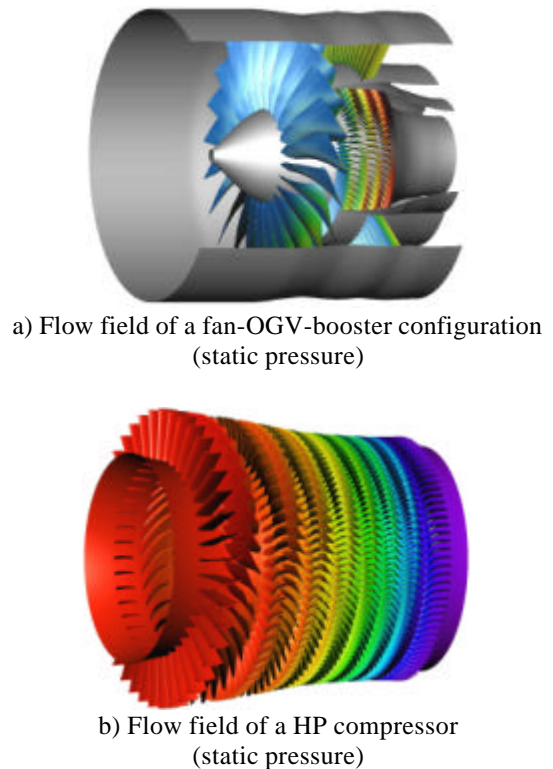 a) Flow field of a fan-OGV-booster configuration
(static pressure)
b) Flow field of a HP compressor
(static pressure)